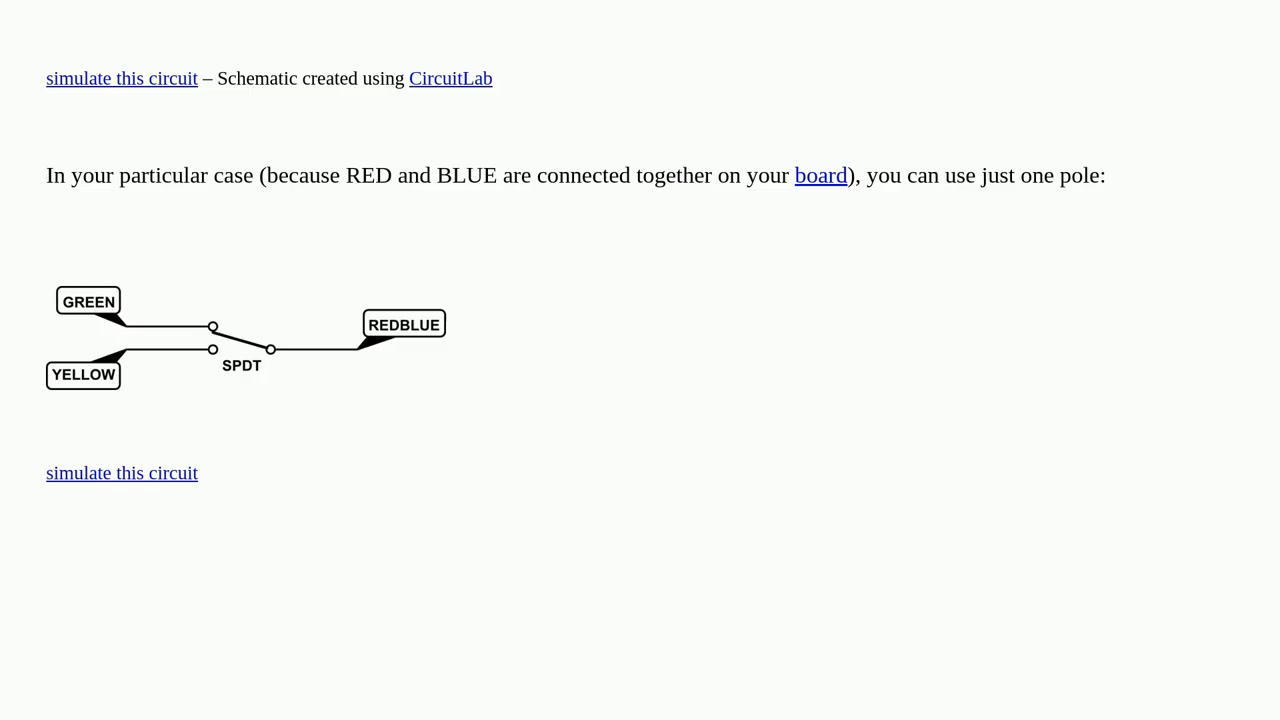 simulate this circuit – Schematic created using CircuitLab
In your particular case (because RED and BLUE are connected together on your board), you can use just one pole:
GREEN
REDBLUE
SPDT
YELLOW
simulate this circuit